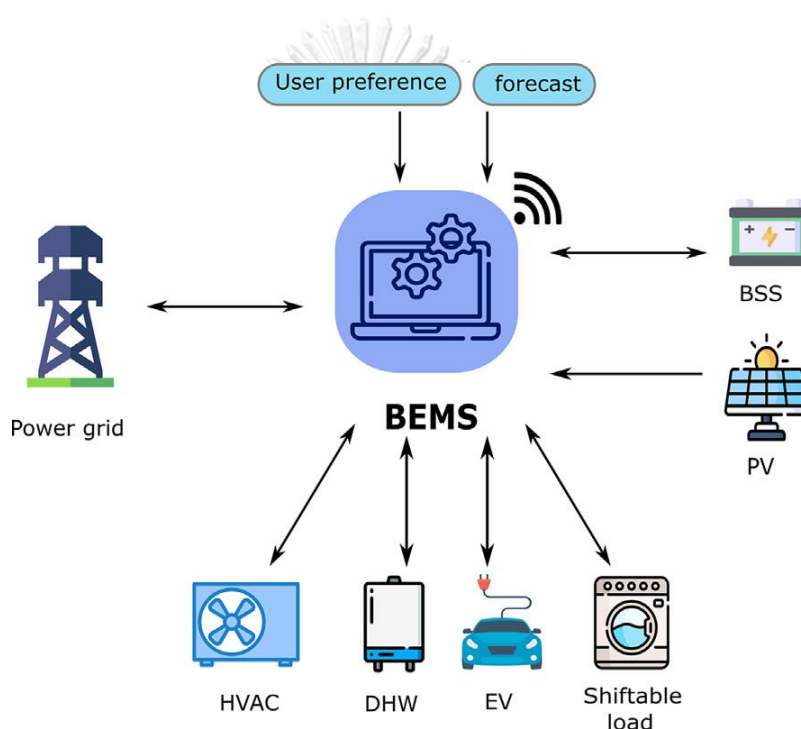 User preference
forecast
BSS
Power grid
BEMS
PV
HVAC
DHW
EV
Shiftable
load